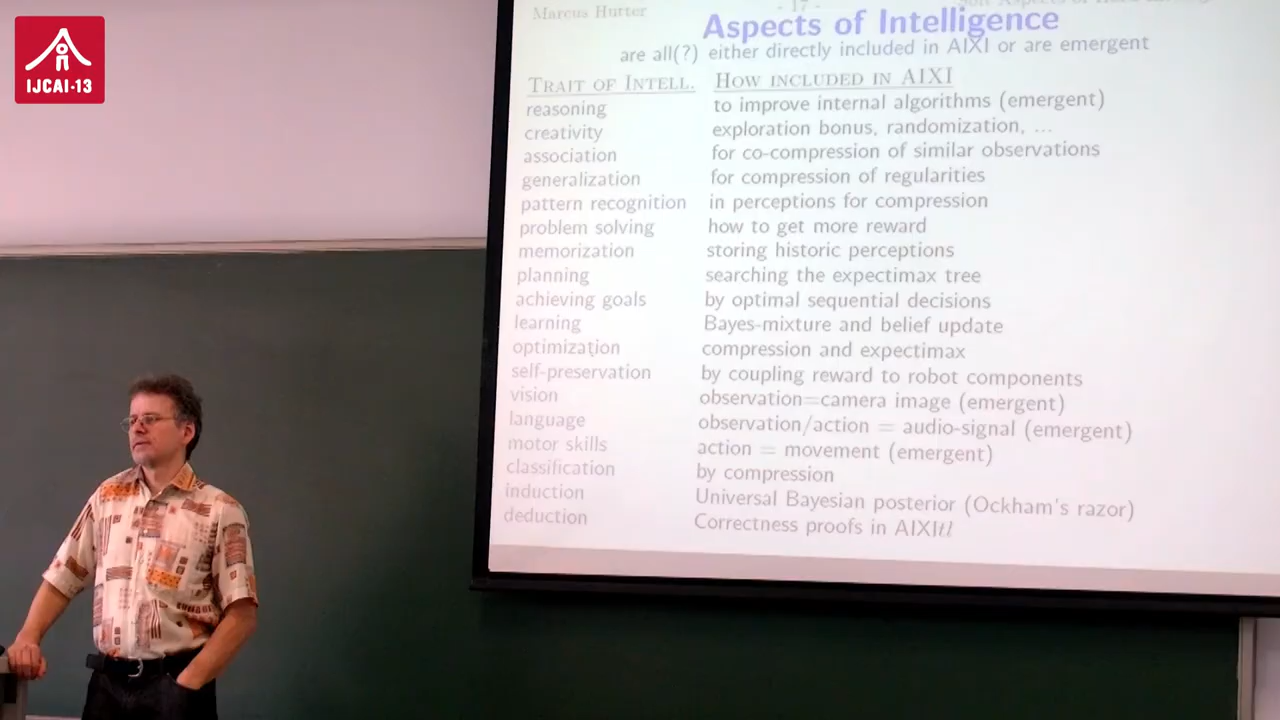 IJCAI-13
Marcus Hutter - 17 -
Aspects of Intelligence
are all(?) either directly included in AIXI or are emergent
TRAIT OF INTELL. HOW INCLUDED IN AIXI
reasoning to improve internal algorithms (emergent)
creativity exploration bonus, randomization, ...
association for co-compression of similar observations
generalization for compression of regularities
pattern recognition in perceptions for compression
problem solving how to get more reward
memorization storing historic perceptions
planning searching the expectimax tree
achieving goals by optimal sequential decisions
learning Bayes-mixture and belief update
optimization compression and expectimax
self-preservation by coupling reward to robot components
vision observation=camera image (emergent)
language observation/action = audio-signal (emergent)
motor skills action = movement (emergent)
classification by compression
induction Universal Bayesian posterior (Ockham's razor)
deduction Correctness proofs in AIXItl